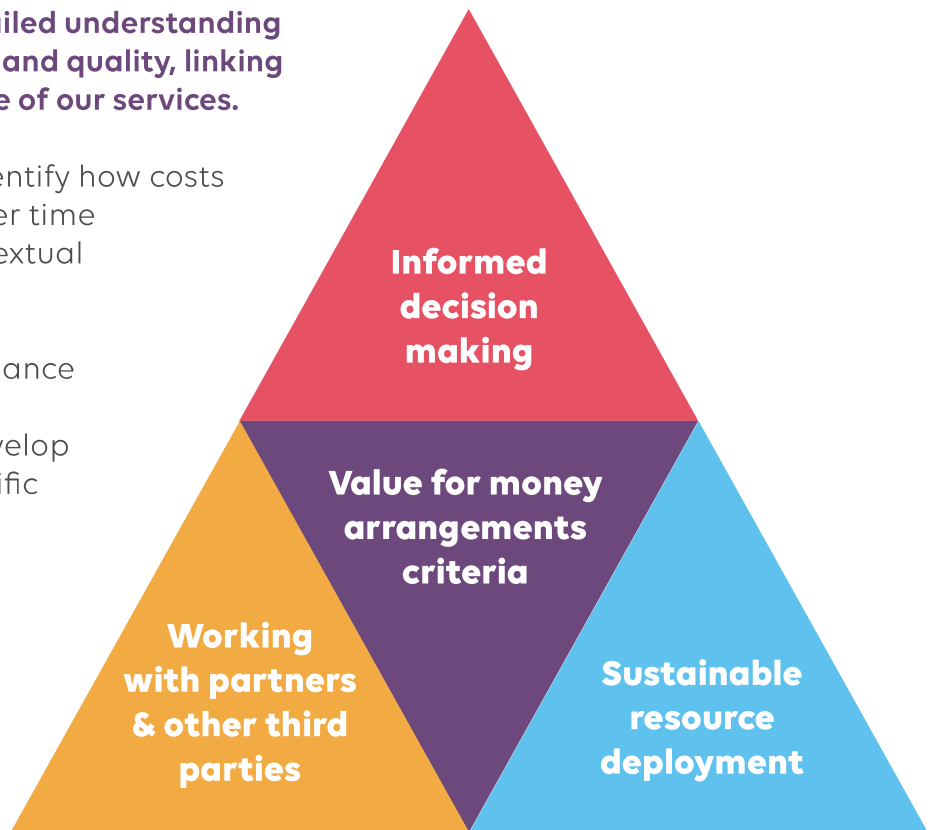 iled understanding
and quality, linking
e of our services.
entify how costs
er time
extual
ance
velop
ific
Informed
decision
making
Value for money
arrangements
criteria
Working
with partners
& other third
parties
Sustainable
resource
deployment